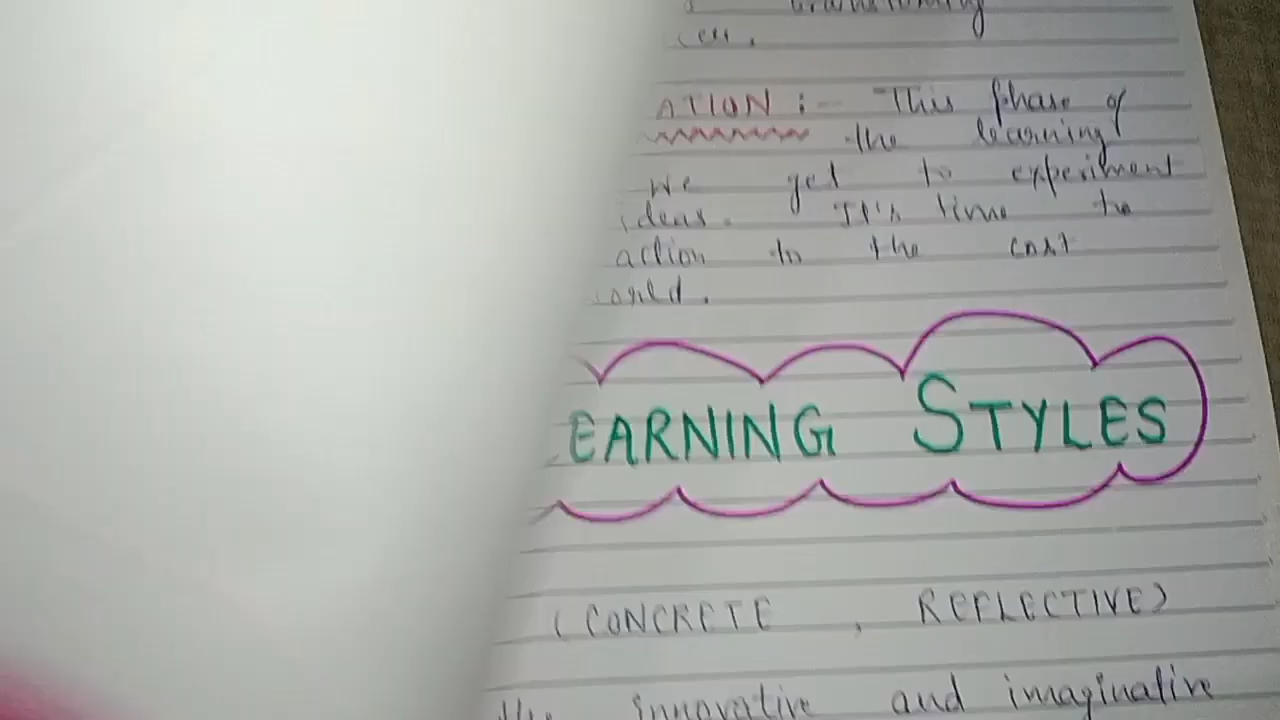 ATION :- This phase of
the learning
we get to experiment
ideas. It's time to
action to the cost
EARNING STYLES
(CONCRETE , REFLECTIVE)
the innovative and imaginative